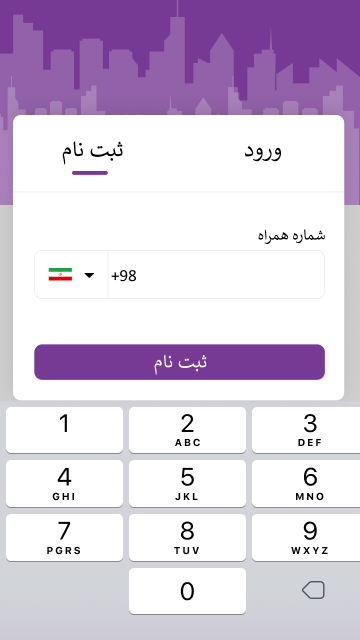 ورود
ثبت نام
شماره همراه
+98
ثبت نام
1
2
ABC
3
DEF
4
GHI
5
JKL
6
MNO
7
PGRS
8
TUV
9
WXYZ
0